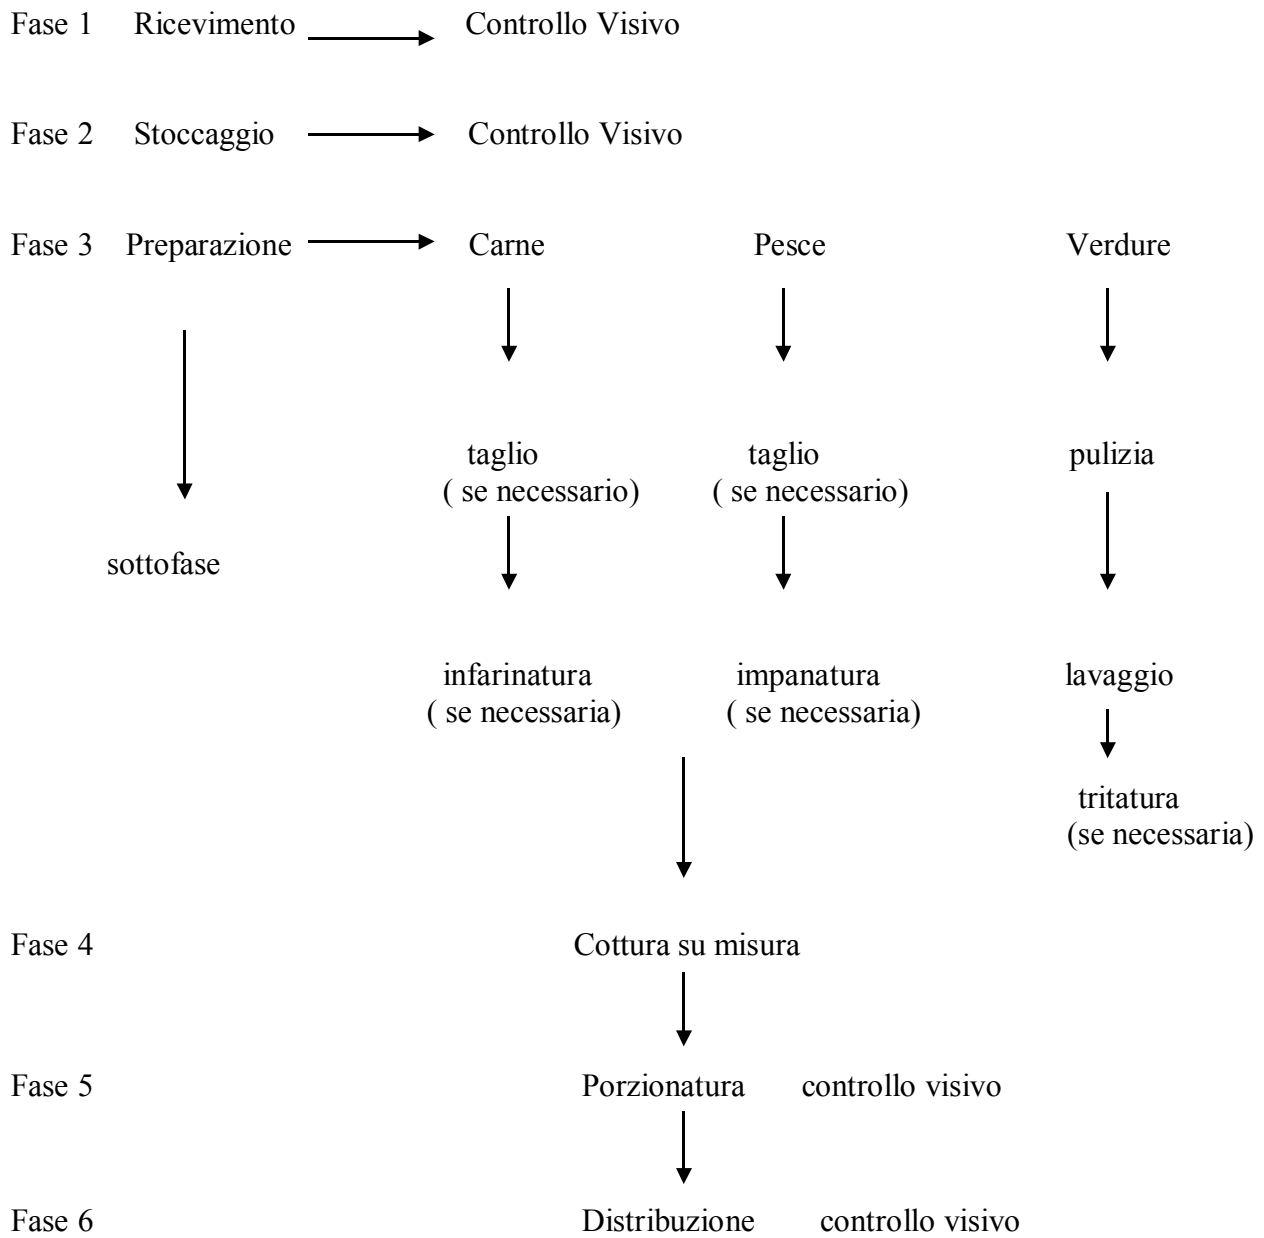 Fase 1 Ricevimento Controllo Visivo
Fase 2 Stoccaggio Controllo Visivo
Fase 3 Preparazione Carne Pesce Verdure
taglio taglio pulizia
( se necessario) ( se necessario)
sottofase
infarinatura impanatura lavaggio
( se necessaria) ( se necessaria)
tritatura
(se necessaria)
Fase 4 Cottura su misura
Fase 5 Porzionatura controllo visivo
Fase 6 Distribuzione controllo visivo